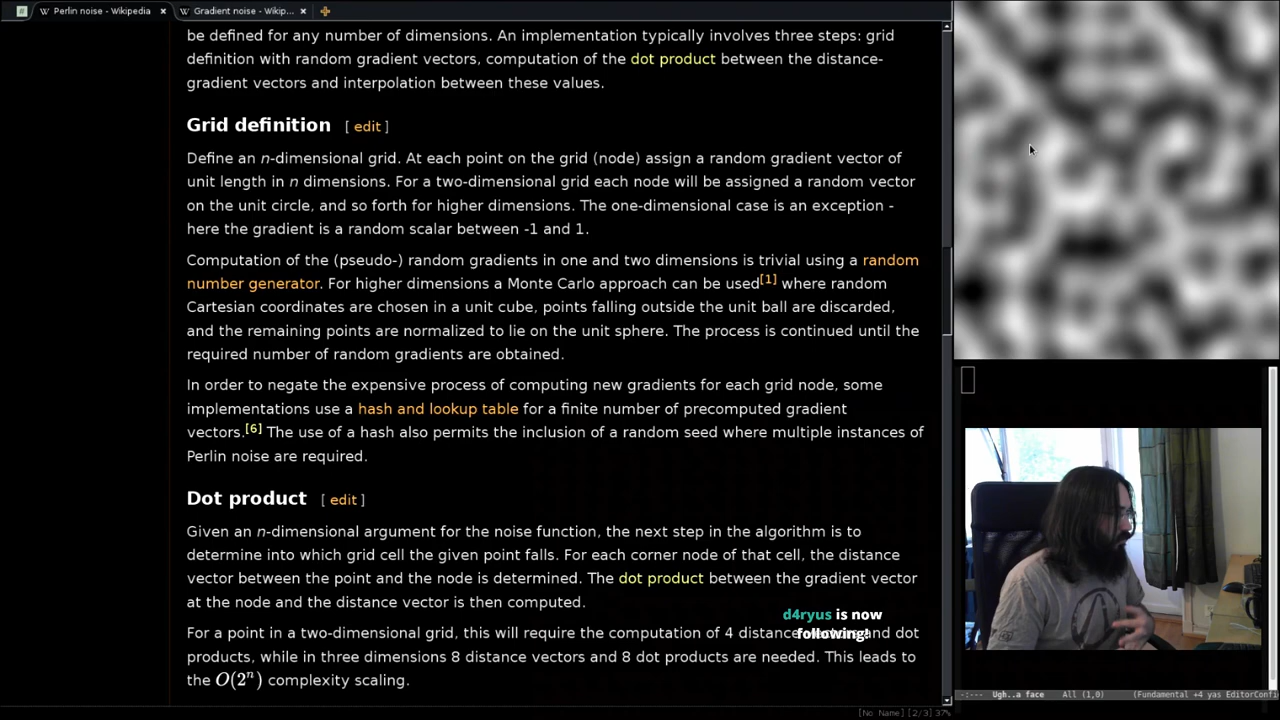 # Perlin noise - Wikipedia × Gradient noise - Wikip... ×
be defined for any number of dimensions. An implementation typically involves three steps: grid
definition with random gradient vectors, computation of the dot product between the distance-
gradient vectors and interpolation between these values.
Grid definition [ edit ]
Define an n-dimensional grid. At each point on the grid (node) assign a random gradient vector of
unit length in n dimensions. For a two-dimensional grid each node will be assigned a random vector
on the unit circle, and so forth for higher dimensions. The one-dimensional case is an exception -
here the gradient is a random scalar between -1 and 1.
Computation of the (pseudo-) random gradients in one and two dimensions is trivial using a random
number generator. For higher dimensions a Monte Carlo approach can be used[1] where random
Cartesian coordinates are chosen in a unit cube, points falling outside the unit ball are discarded,
and the remaining points are normalized to lie on the unit sphere. The process is continued until the
required number of random gradients are obtained.
In order to negate the expensive process of computing new gradients for each grid node, some
implementations use a hash and lookup table for a finite number of precomputed gradient
vectors.[6] The use of a hash also permits the inclusion of a random seed where multiple instances of
Perlin noise are required.
Dot product [ edit ]
Given an n-dimensional argument for the noise function, the next step in the algorithm is to
determine into which grid cell the given point falls. For each corner node of that cell, the distance
vector between the point and the node is determined. The dot product between the gradient vector
at the node and the distance vector is then computed.
d4ryus is now
following!
For a point in a two-dimensional grid, this will require the computation of 4 distance and dot
products, while in three dimensions 8 distance vectors and 8 dot products are needed. This leads to
the O(2ⁿ) complexity scaling.
[No Name] [2/3] 37%
-:--- Ugh..a face All (1,0) (Fundamental +4 yas EditorConfi